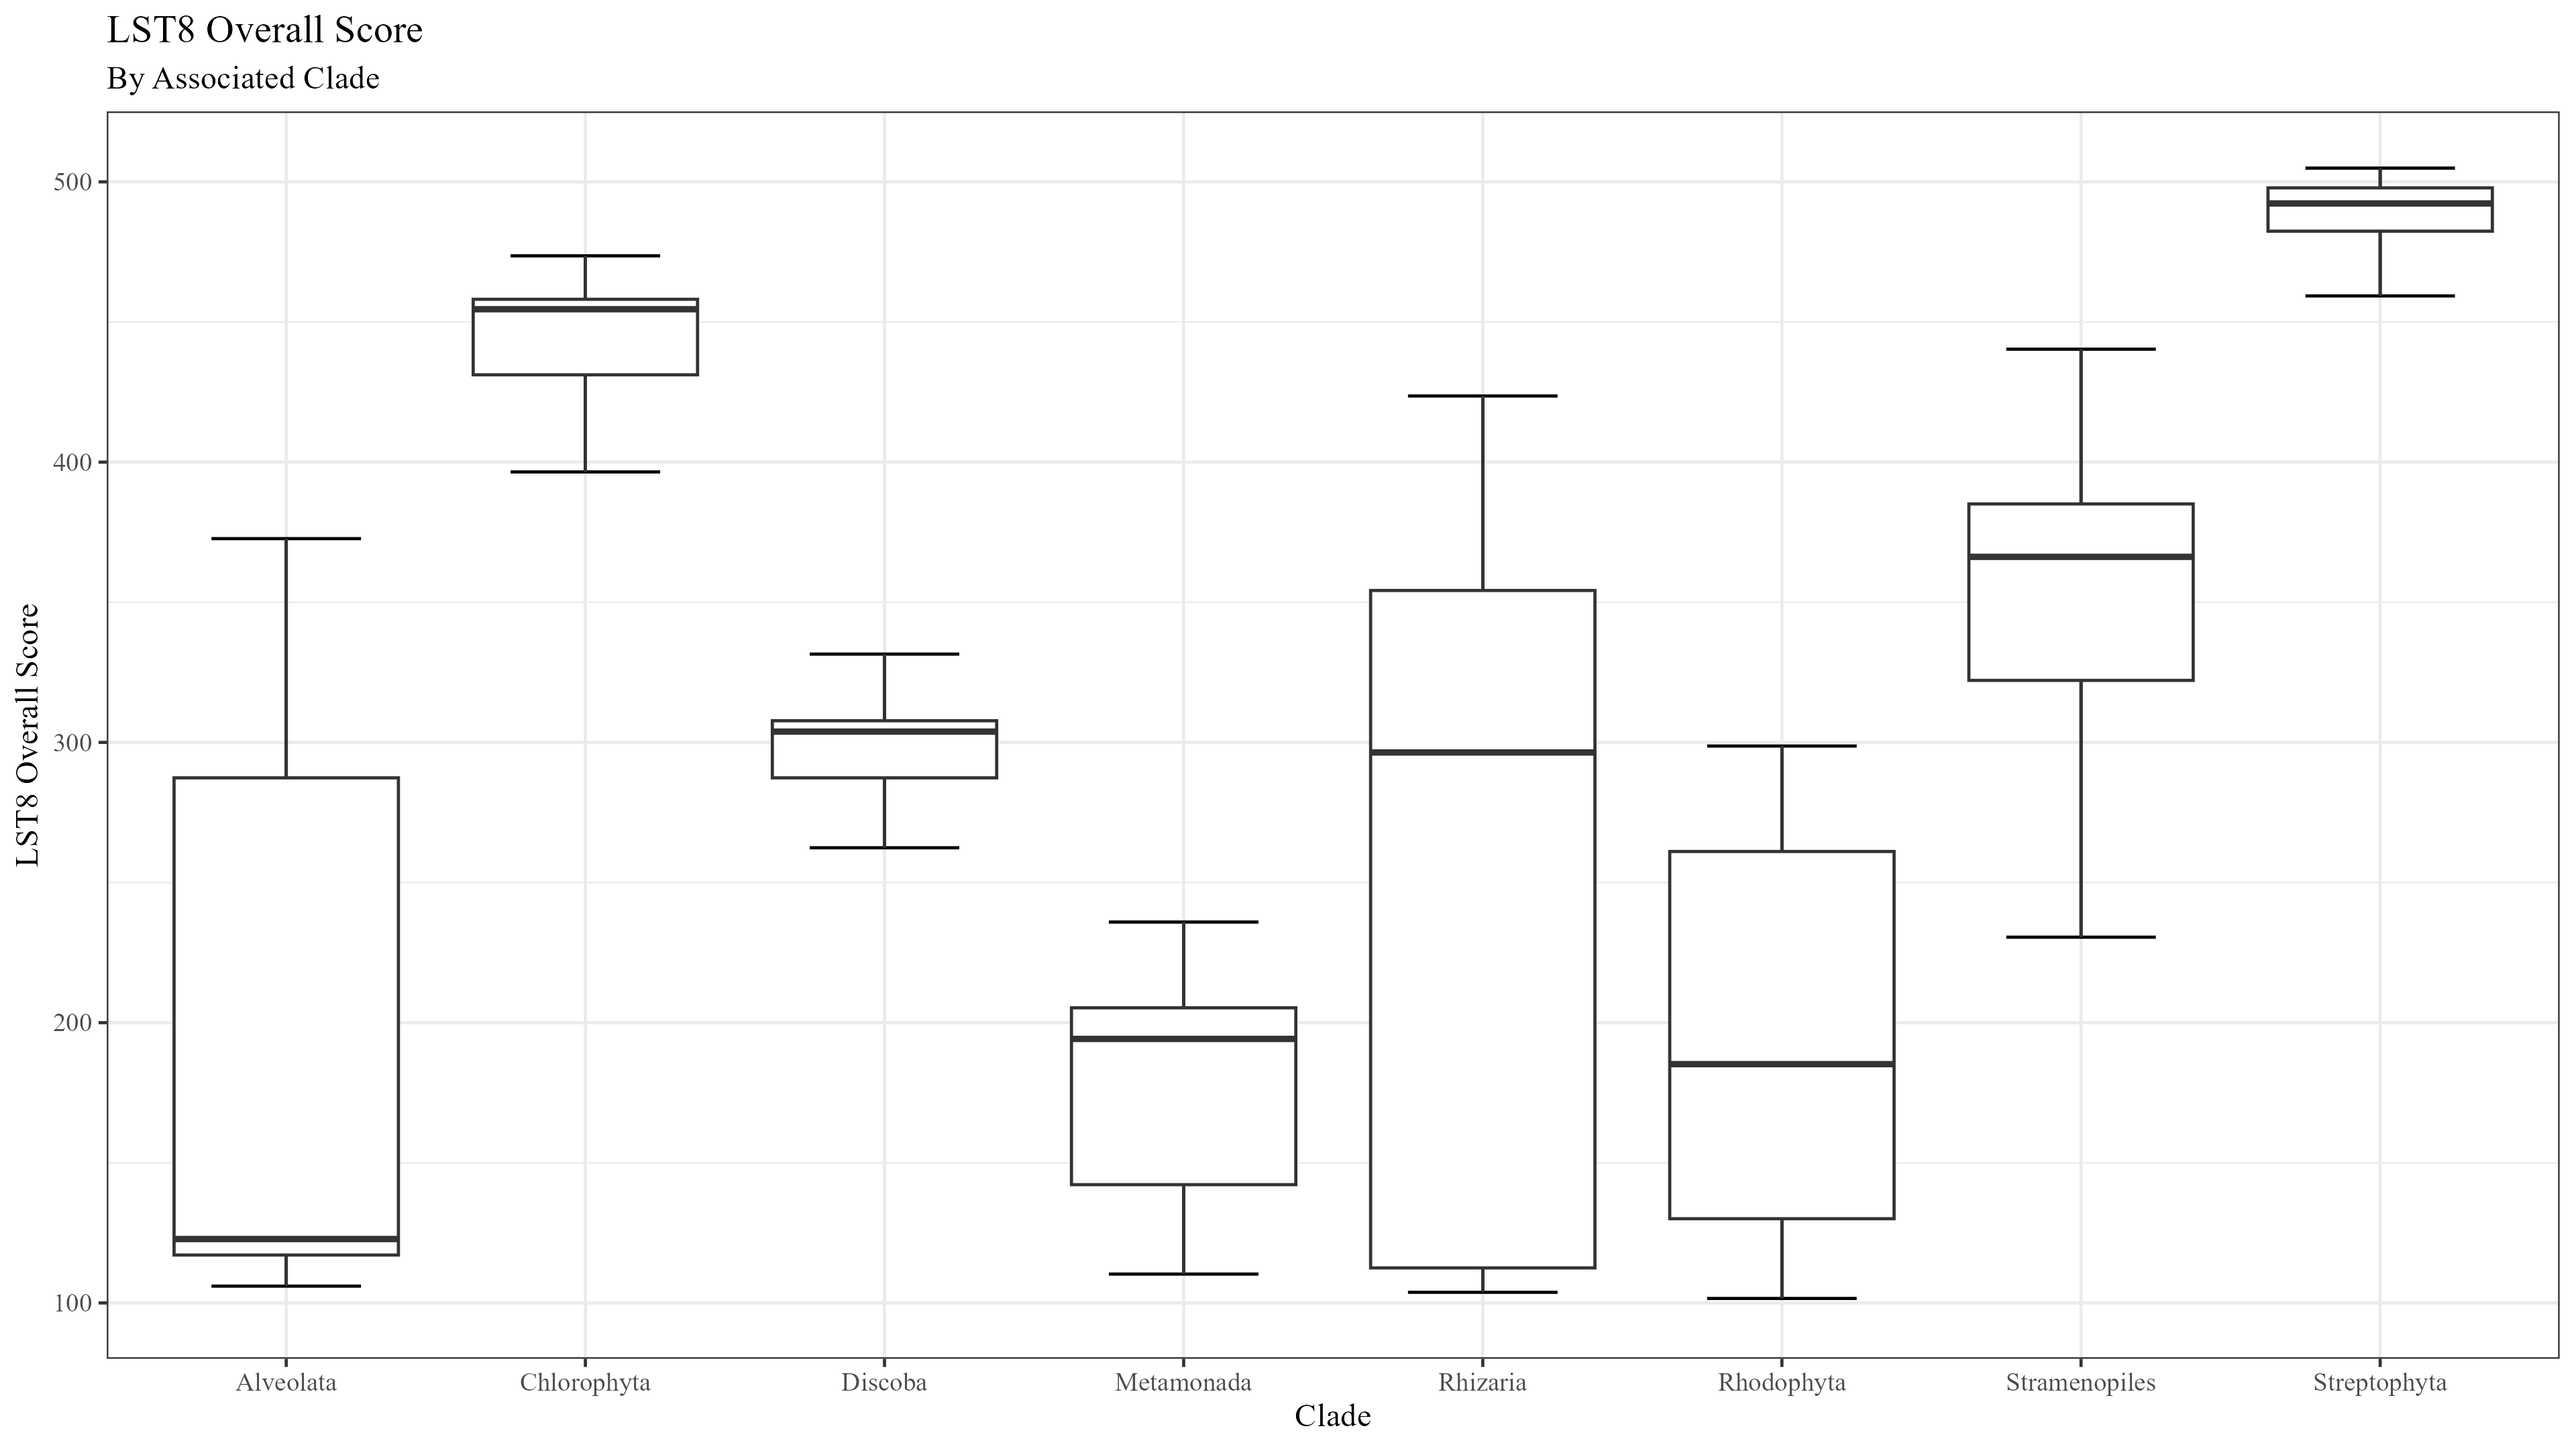 LST8 Overall Score
By Associated Clade
LST8 Overall Score
500
400
300
200
100
Alveolata
Chlorophyta
Discoba
Metamonada
Rhizaria
Rhodophyta
Stramenopiles
Streptophyta
Clade